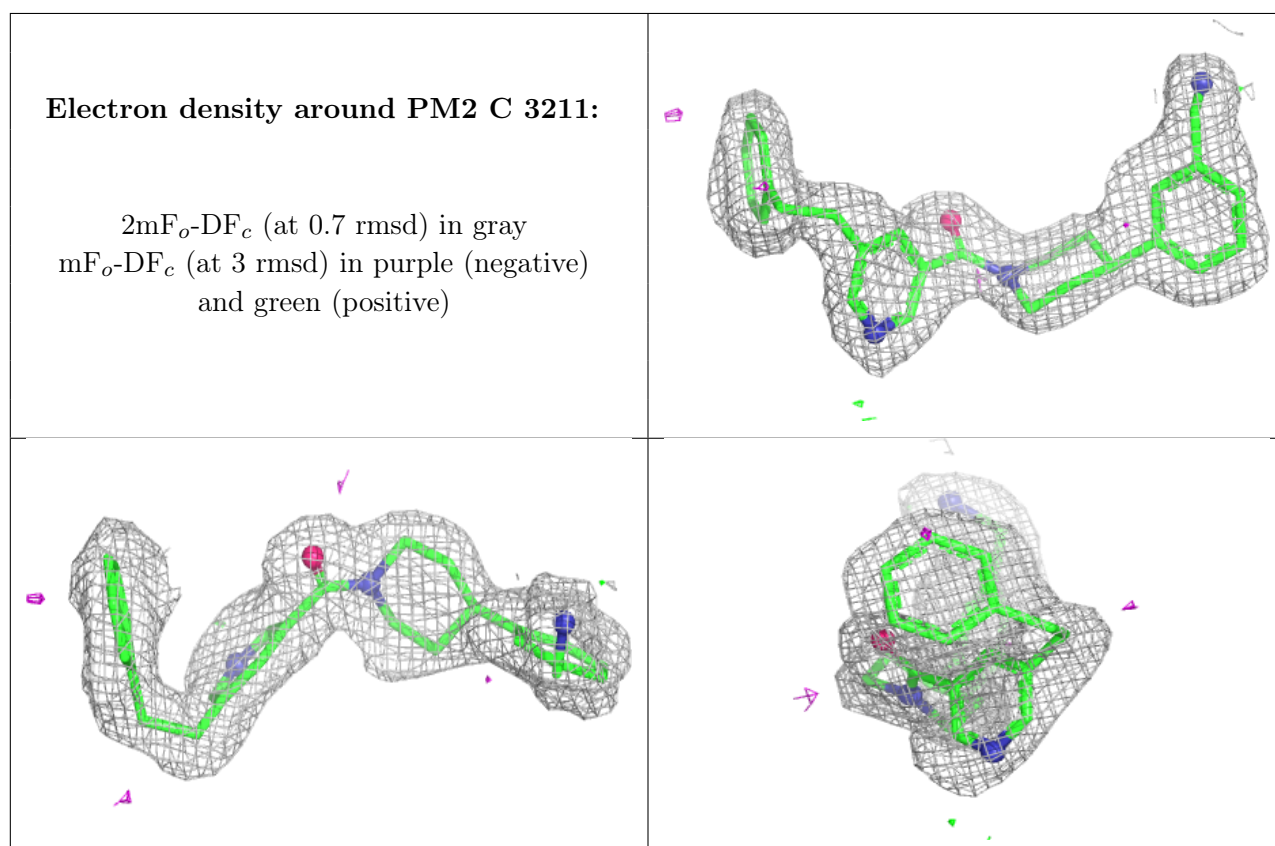 Electron density around PM2 C 3211:
2mFo-DFc (at 0.7 rmsd) in gray
mFo-DFc (at 3 rmsd) in purple (negative)
and green (positive)